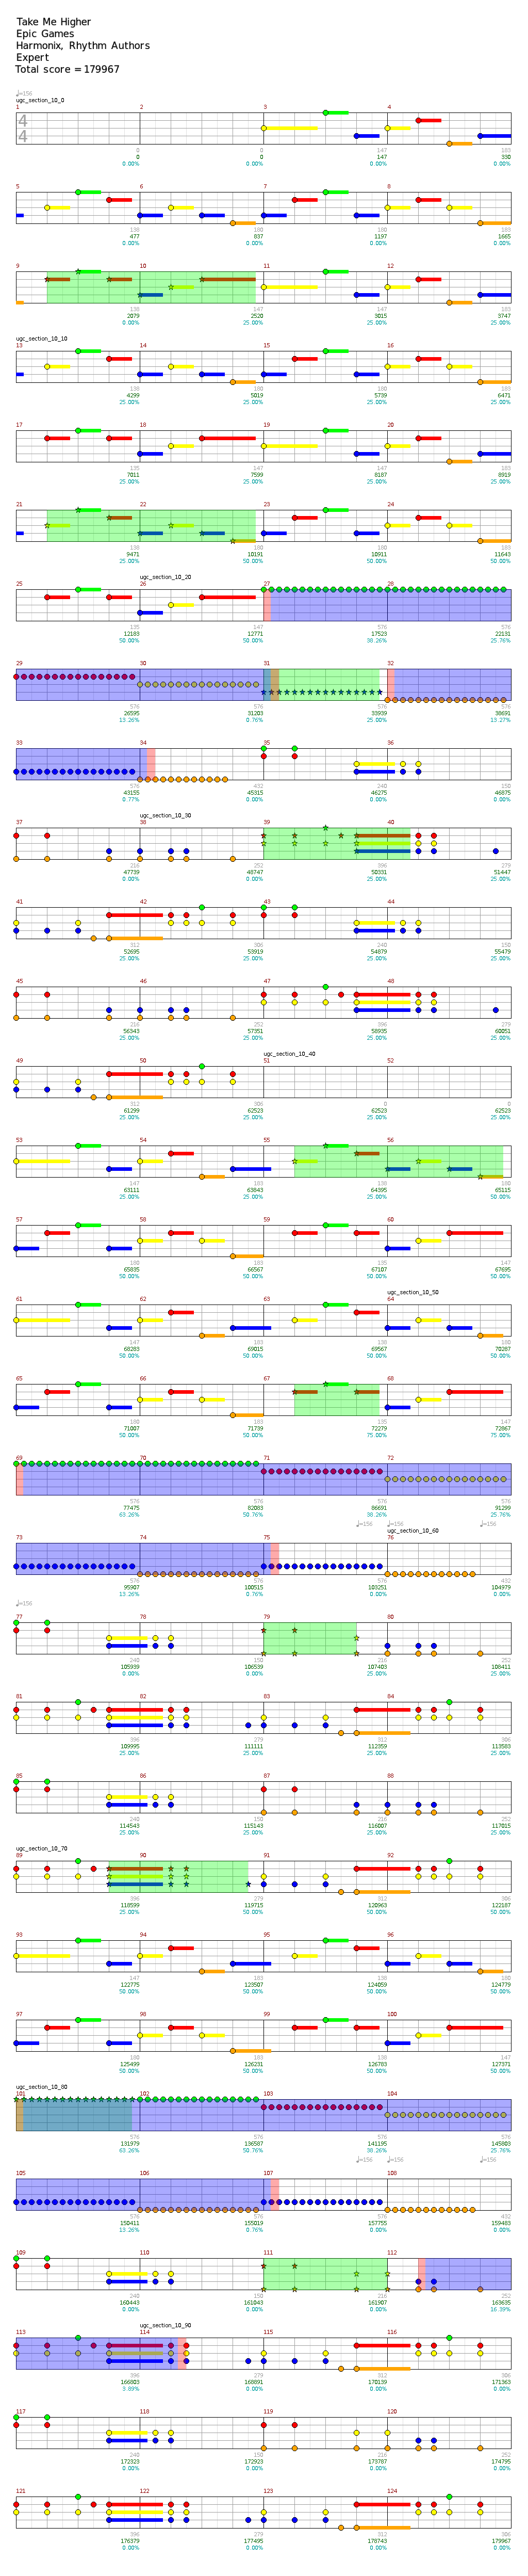 Take Me Higher
Epic Games
Harmonix, Rhythm Authors
Expert
Total score = 179967
♩=156
ugc_section_10_0
1 2 3 4
4
4
0 0 147 183
0 0 147 330
0.00% 0.00% 0.00% 0.00%
5 6 7 8
138 180 180
477 837 1197 1665
0.00% 0.00% 0.00% 0.00%
9 10 11 12
138 147 147 183
2079 2520 3015 3747
0.00% 25.00% 25.00% 25.00%
ugc_section_10_10
13 14 15 16
138 180 180
4299 5019 5739 6471
25.00% 25.00% 25.00% 25.00%
17 18 19 20
135 147 147 183
7011 7599 8187 8919
25.00% 25.00% 25.00% 25.00%
21 22 23 24
138 180 180
9471 10191 10911 11643
25.00% 50.00% 50.00% 50.00%
ugc_section_10_20
25 26 27 28
135 147 576 576
12183 12771 17523 22131
50.00% 50.00% 38.26% 25.76%
29 30 31 32
576 576 576 576
26595 31203 33939 38691
13.26% 0.76% 25.00% 13.27%
33 34 35 36
576 432 240 150
43155 45315 46275 46875
0.77% 0.00% 0.00% 0.00%
ugc_section_10_30
37 38 39 40
216 252 396 279
47739 48747 50331 51447
0.00% 0.00% 25.00% 25.00%
41 42 43 44
312 306 240 150
52695 53919 54879 55479
25.00% 25.00% 25.00% 25.00%
45 46 47 48
216 252 396 279
56343 57351 58935 60051
25.00% 25.00% 25.00% 25.00%
ugc_section_10_40
49 50 51 52
312 306 0 0
61299 62523 62523 62523
25.00% 25.00% 25.00% 25.00%
53 54 55 56
147 183 138 180
63111 63843 64395 65115
25.00% 25.00% 25.00% 50.00%
57 58 59 60
180 183 135 147
65835 66567 67107 67695
50.00% 50.00% 50.00% 50.00%
ugc_section_10_50
61 62 63 64
147 183 138 180
68283 69015 69567 70287
50.00% 50.00% 50.00% 50.00%
65 66 67 68
180 183 135 147
71007 71739 72279 72867
50.00% 50.00% 75.00% 75.00%
69 70 71 72
576 576 576 576
77475 82083 86691 91299
63.26% 50.76% 38.26% 25.76%
♩=156 ♩=156 ♩=156
ugc_section_10_60
73 74 75 76
576 576 576 432
95907 100515 103251 104979
13.26% 0.76% 0.00% 0.00%
♩=156
77 78 79 80
240 150 216 252
105939 106539 107403 108411
0.00% 0.00% 25.00% 25.00%
81 82 83 84
396 279 312 306
109995 111111 112359 113583
25.00% 25.00% 25.00% 25.00%
85 86 87 88
240 150 216 252
114543 115143 116007 117015
25.00% 25.00% 25.00% 25.00%
ugc_section_10_70
89 90 91 92
396 279 312 306
118599 119715 120963 122187
25.00% 50.00% 50.00% 50.00%
93 94 95 96
147 183 138 180
122775 123507 124059 124779
50.00% 50.00% 50.00% 50.00%
97 98 99 100
180 183 135 147
125499 126231 126783 127371
50.00% 50.00% 50.00% 50.00%
ugc_section_10_80
101 102 103 104
576 576 576 576
131979 136587 141195 145803
63.26% 50.76% 38.26% 25.76%
♩=156 ♩=156 ♩=156
105 106 107 108
576 576 576 432
150411 155019 157755 159483
13.26% 0.76% 0.00% 0.00%
109 110 111 112
240 150 216 252
160443 161043 161907 163635
0.00% 0.00% 25.00% 16.39%
ugc_section_10_90
113 114 115 116
396 279 312 306
166803 168891 170139 171363
3.89% 0.00% 0.00% 0.00%
117 118 119 120
240 150 216 252
172323 172923 173787 174795
0.00% 0.00% 0.00% 0.00%
121 122 123 124
396 279 312 306
176379 177495 178743 179967
0.00% 0.00% 0.00% 0.00%